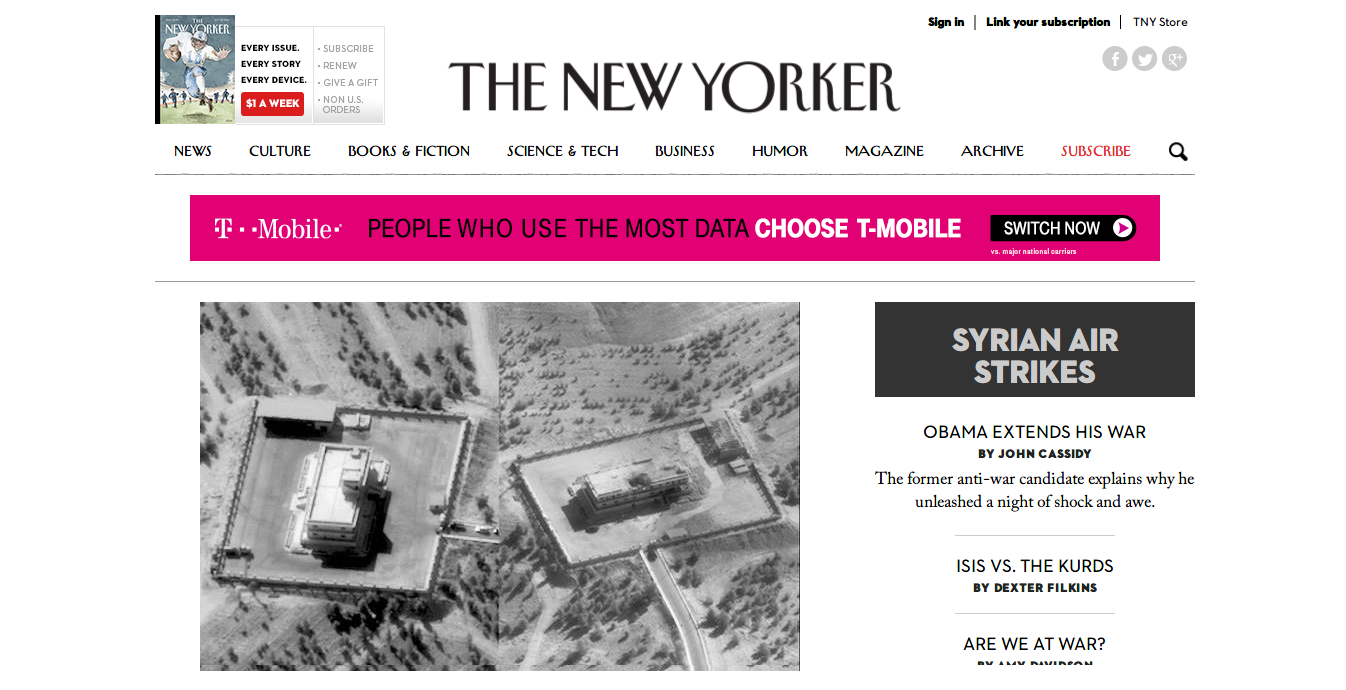 THE
NEW YORKER
EVERY ISSUE.
EVERY STORY
EVERY DEVICE.
$1 A WEEK
• SUBSCRIBE
• RENEW
• GIVE A GIFT
• NON U.S.
ORDERS
Sign in | Link your subscription | TNY Store
f g+
THE NEW YORKER
NEWS CULTURE BOOKS & FICTION SCIENCE & TECH BUSINESS HUMOR MAGAZINE ARCHIVE SUBSCRIBE
T··Mobile· PEOPLE WHO USE THE MOST DATA CHOOSE T-MOBILE SWITCH NOW
vs. major national carriers
SYRIAN AIR
STRIKES
OBAMA EXTENDS HIS WAR
BY JOHN CASSIDY
The former anti-war candidate explains why he
unleashed a night of shock and awe.
ISIS VS. THE KURDS
BY DEXTER FILKINS
ARE WE AT WAR?
BY AMY DAVIDSON